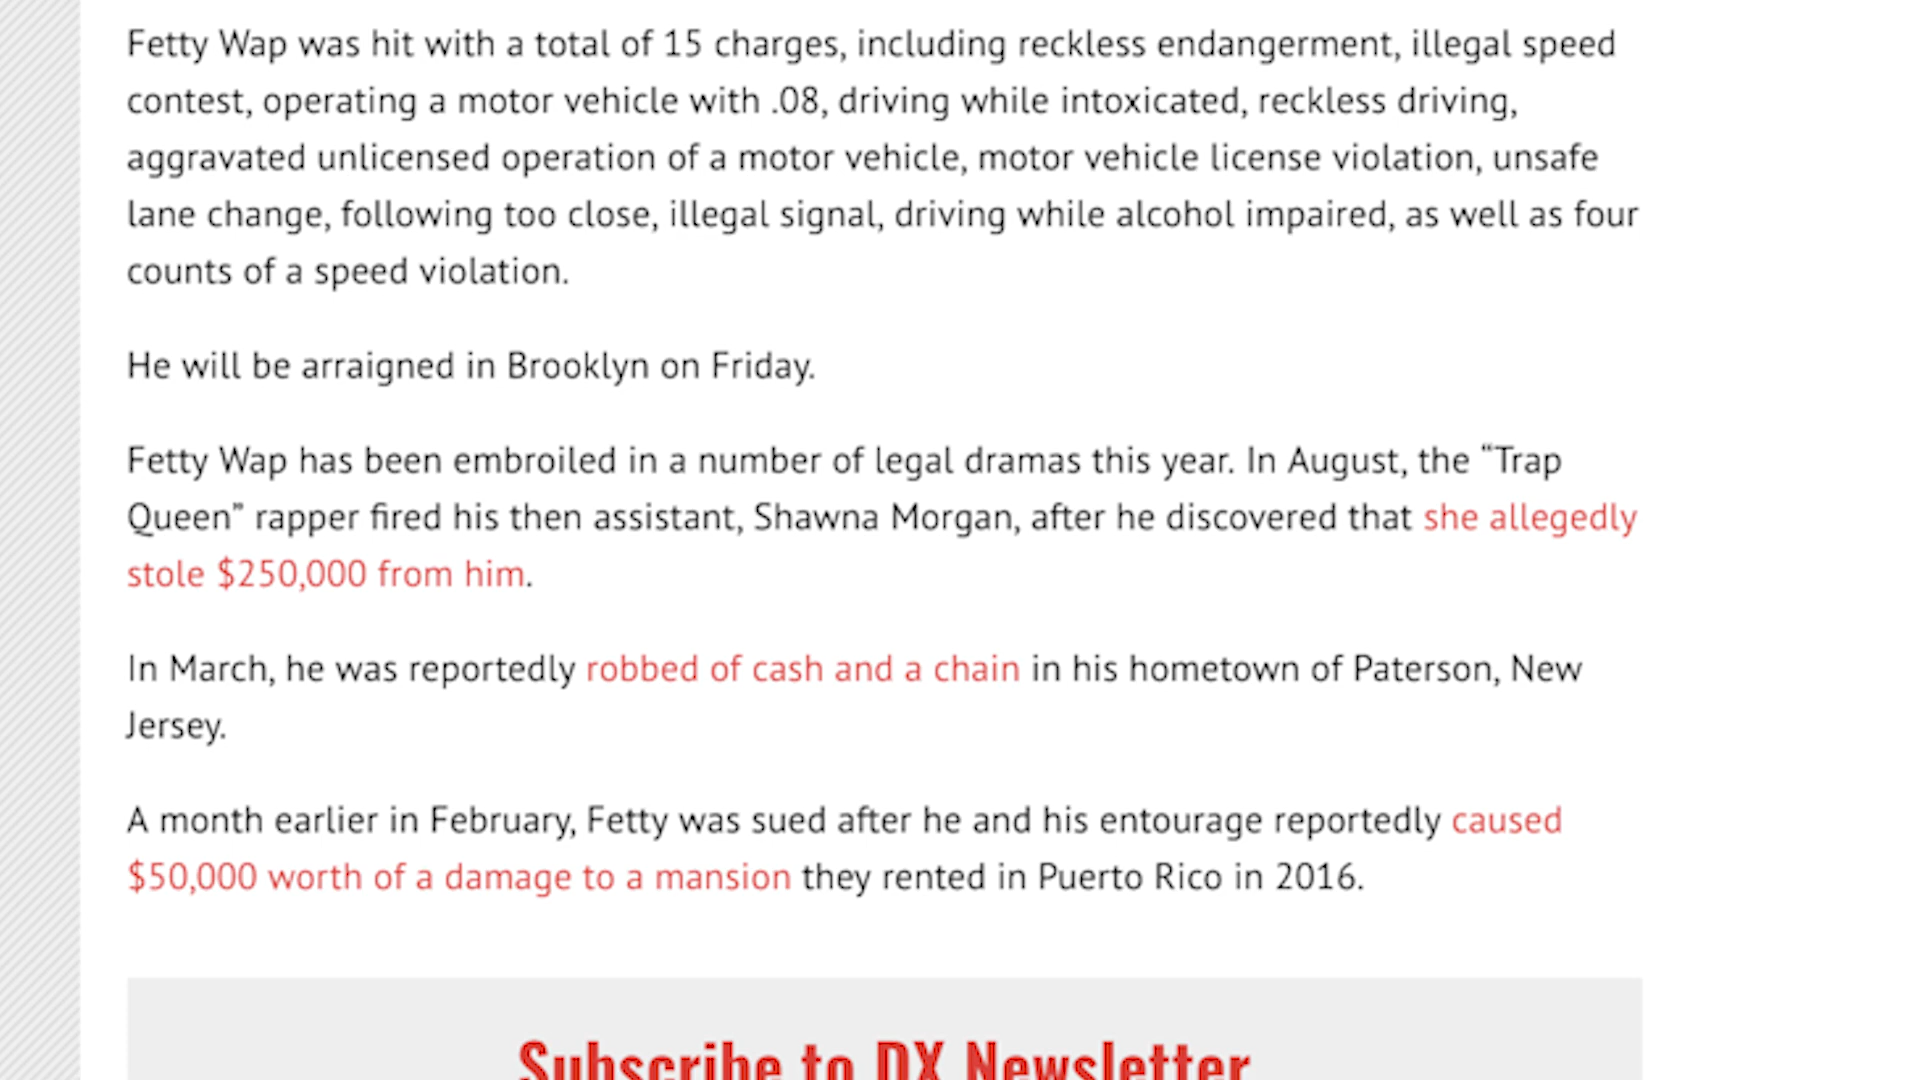 Fetty Wap was hit with a total of 15 charges, including reckless endangerment, illegal speed
contest, operating a motor vehicle with .08, driving while intoxicated, reckless driving,
aggravated unlicensed operation of a motor vehicle, motor vehicle license violation, unsafe
lane change, following too close, illegal signal, driving while alcohol impaired, as well as four
counts of a speed violation.
He will be arraigned in Brooklyn on Friday.
Fetty Wap has been embroiled in a number of legal dramas this year. In August, the “Trap
Queen” rapper fired his then assistant, Shawna Morgan, after he discovered that she allegedly
stole $250,000 from him.
In March, he was reportedly robbed of cash and a chain in his hometown of Paterson, New
Jersey.
A month earlier in February, Fetty was sued after he and his entourage reportedly caused
$50,000 worth of a damage to a mansion they rented in Puerto Rico in 2016.
Subscribe to DX Newsletter